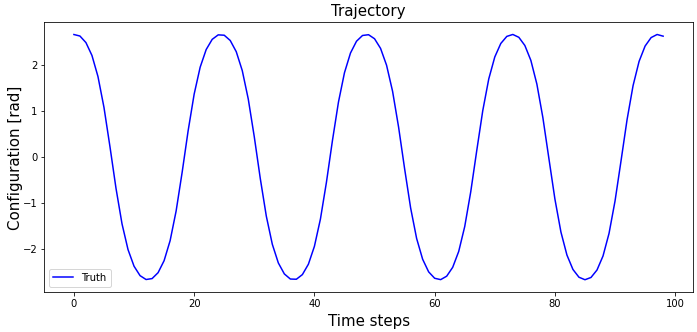 Trajectory
Configuration [rad]
2
1
0
−1
−2
Truth
0 20 40 60 80 100
Time steps